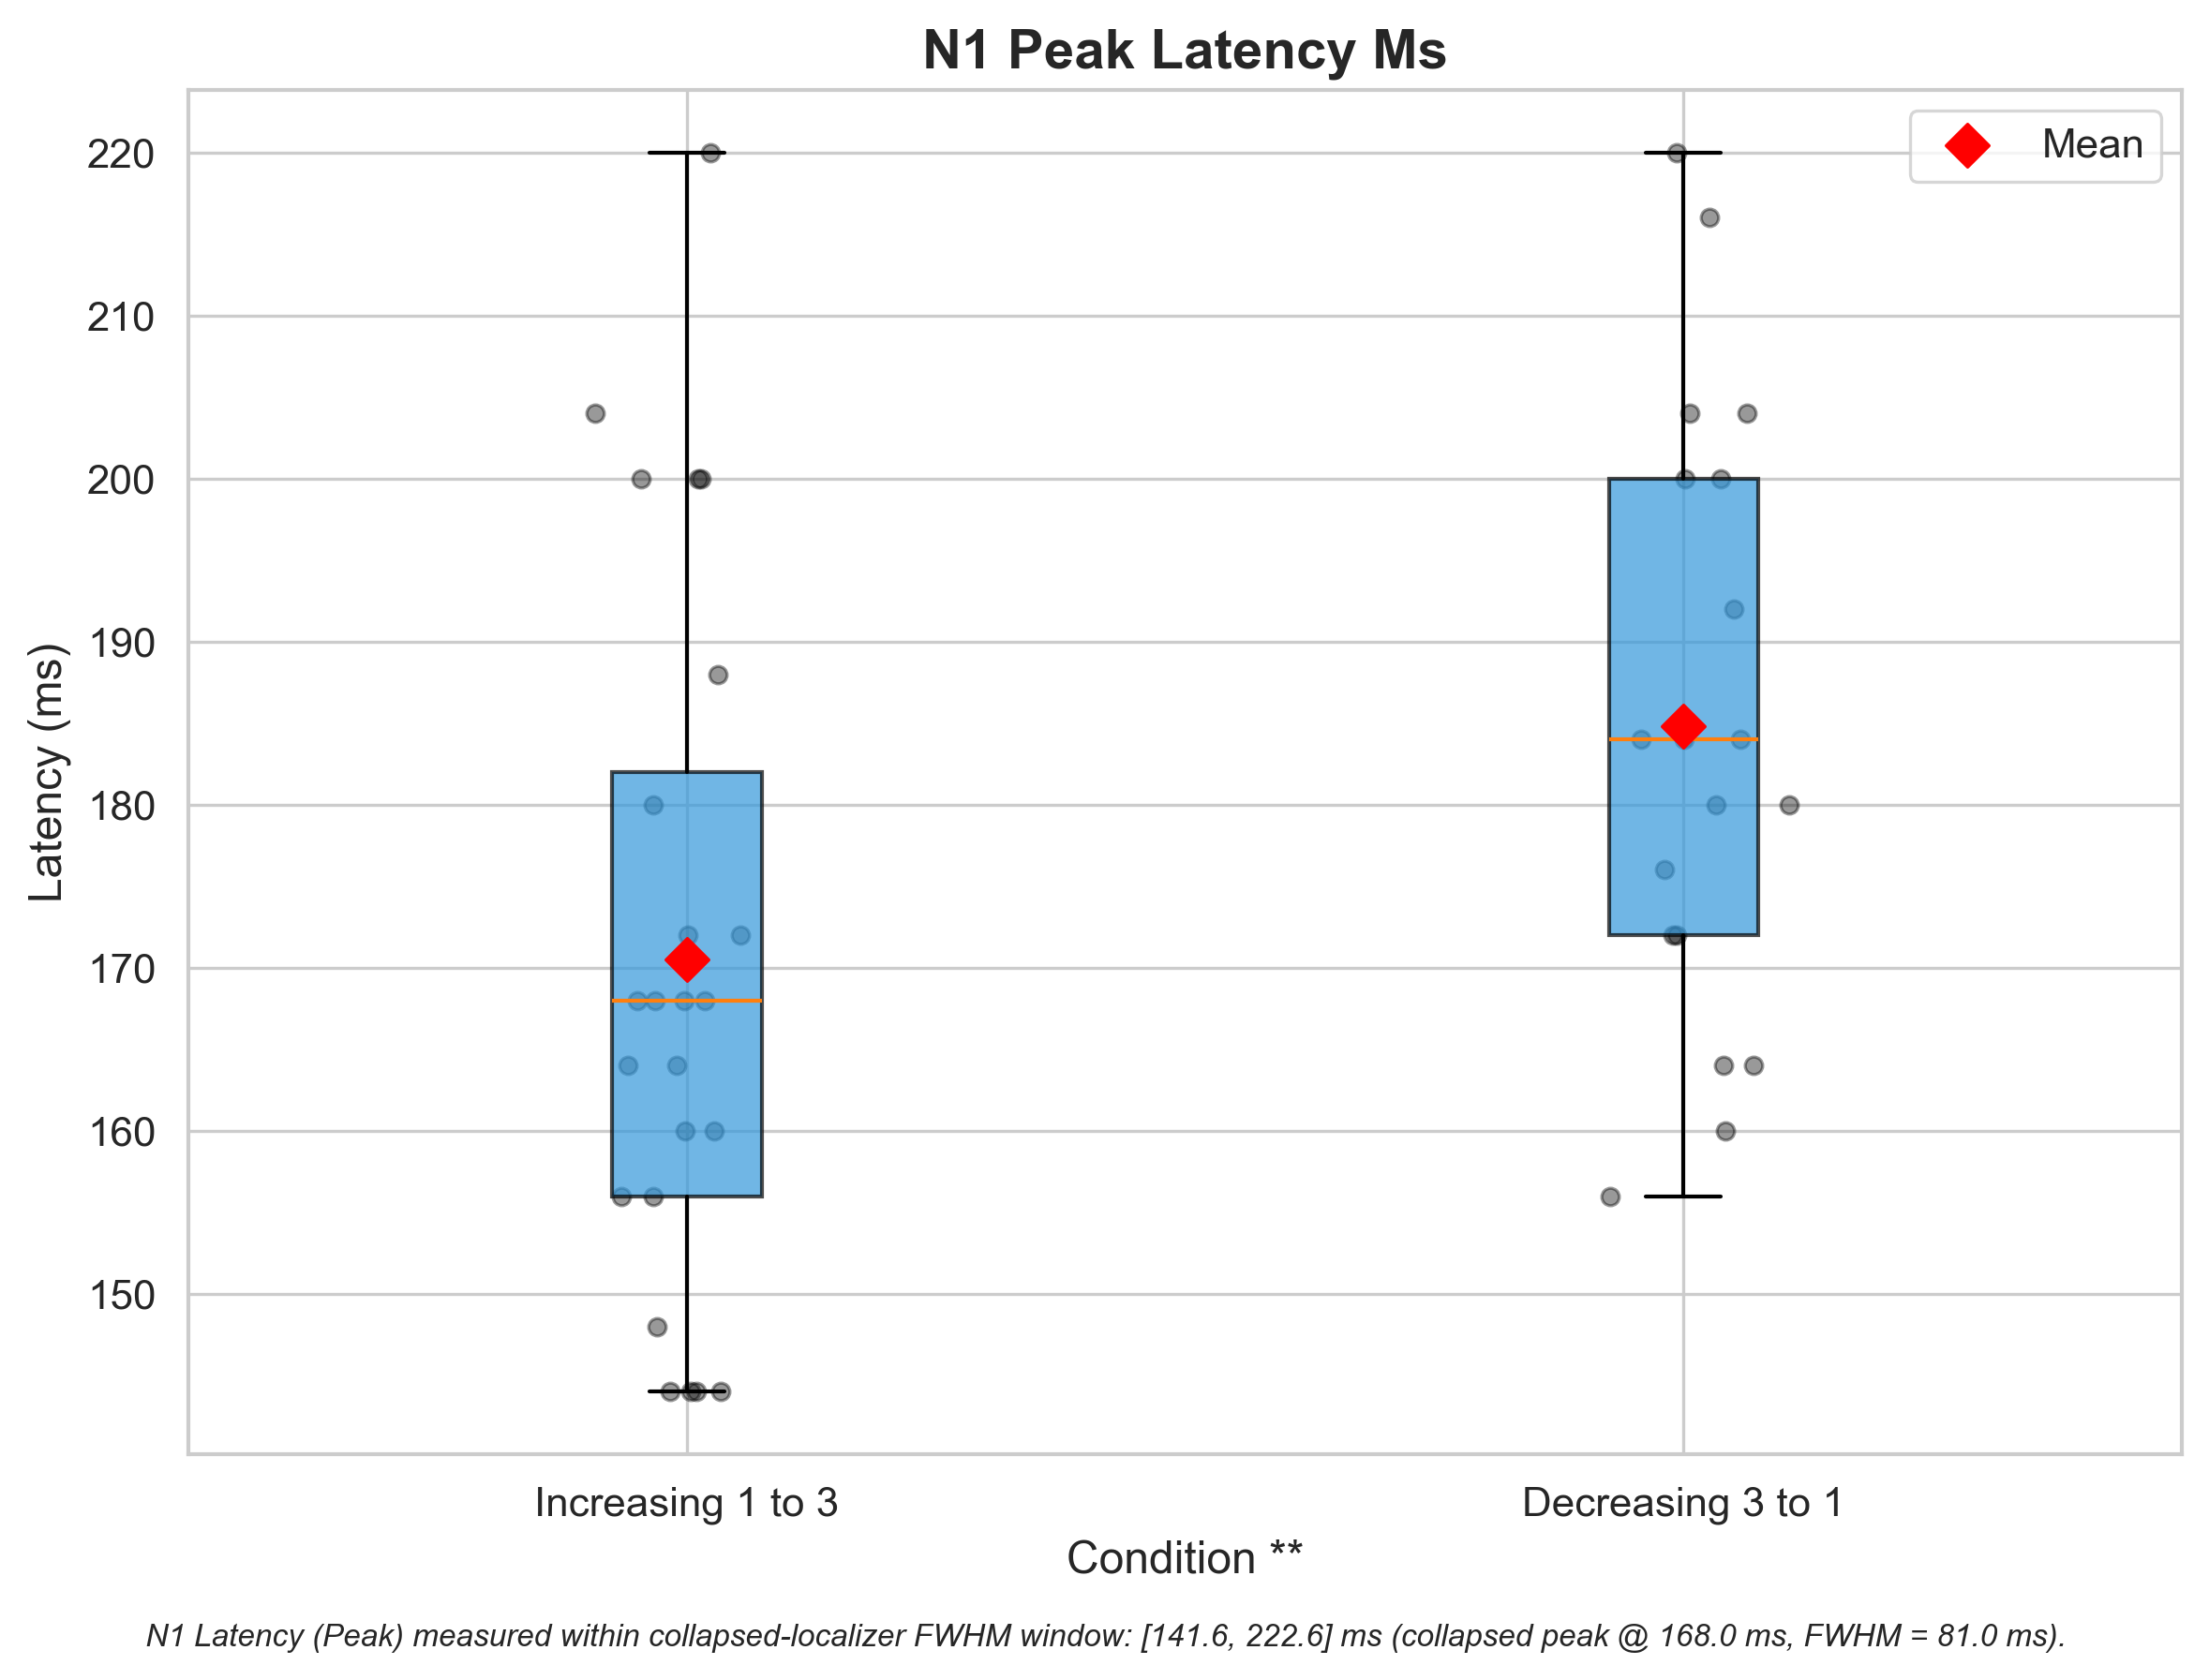 N1 Peak Latency Ms
Mean
220
210
200
190
180
170
160
150
Latency (ms)
Increasing 1 to 3
Decreasing 3 to 1
Condition **
N1 Latency (Peak) measured within collapsed-localizer FWHM window: [141.6, 222.6] ms (collapsed peak @ 168.0 ms, FWHM = 81.0 ms).